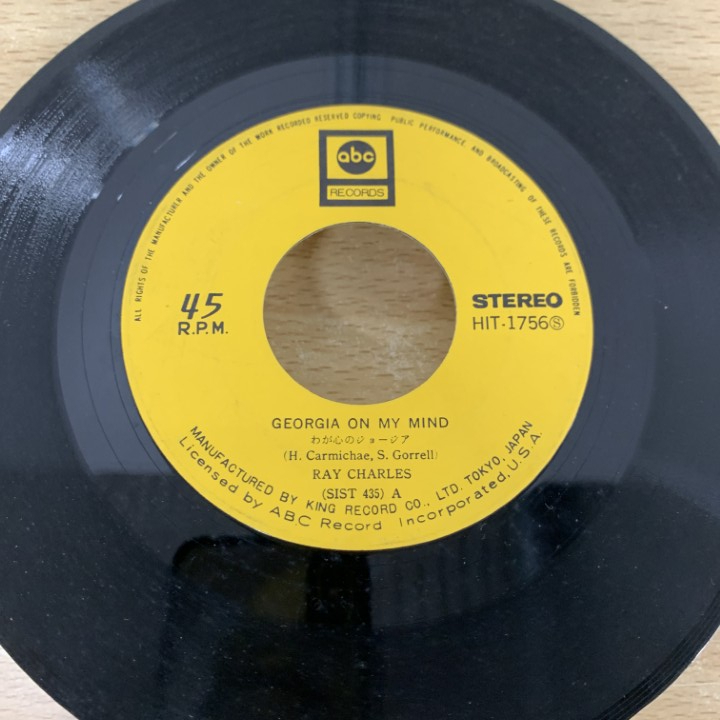 ALL RIGHTS OF THE MANUFACTURER AND THE OWNER OF THE WORK RECORDED RESERVED COPYING PUBLIC PERFORMANCE, AND BROADCASTING OF THESE RECORDS ARE FORBIDDEN
abc
RECORDS
45
R.P.M.
STEREO
HIT-1756Ⓢ
GEORGIA ON MY MIND
わが心のジョージア
(H. Carmichae, S. Gorrell)
RAY CHARLES
(SIST 435) A
MANUFACTURED BY KING RECORD CO., LTD. TOKYO, JAPAN
Licensed by ABC Record Incorporated, U.S.A.